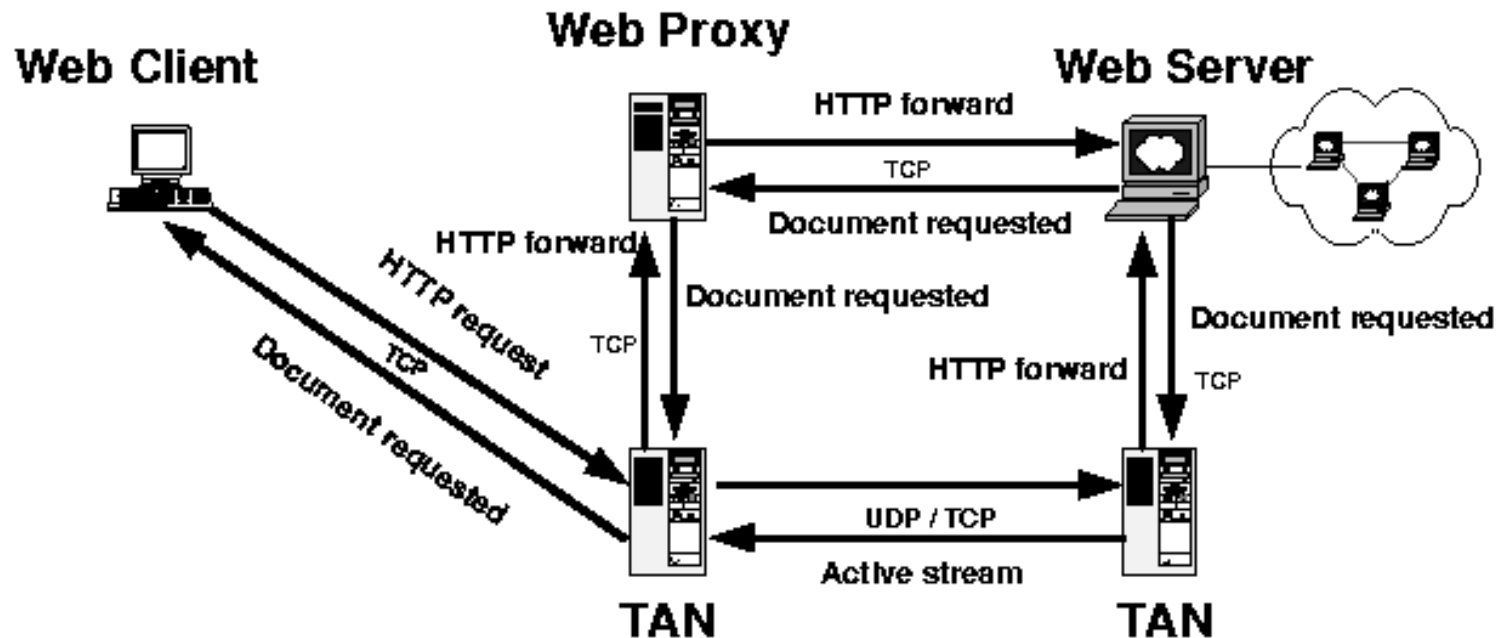 Web Proxy
Web Client
Web Server
HTTP forward
TCP
Document requested
HTTP forward
HTTP request
TCP
Document requested
Document requested
TCP
Document requested
HTTP forward
TCP
UDP / TCP
Active stream
TAN
TAN